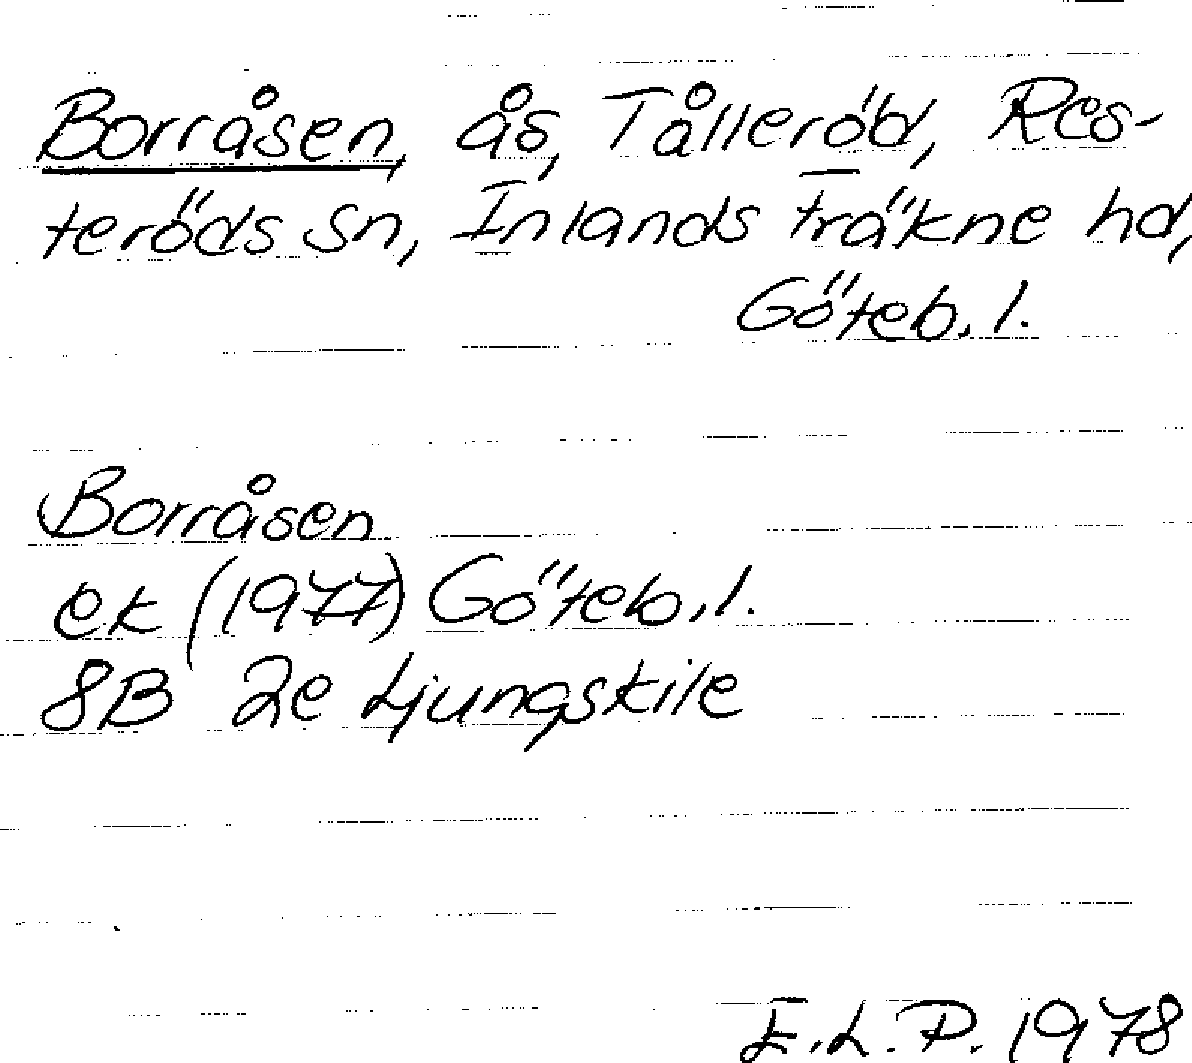 Borråsen, ås, Tålleröd, Res-
teröds sn, Inlands Fräkne hd,
Göteb. l.
Borråsen
ek (1977) Göteb. l.
8B 2e Ljungskile
E.L.P. 1978